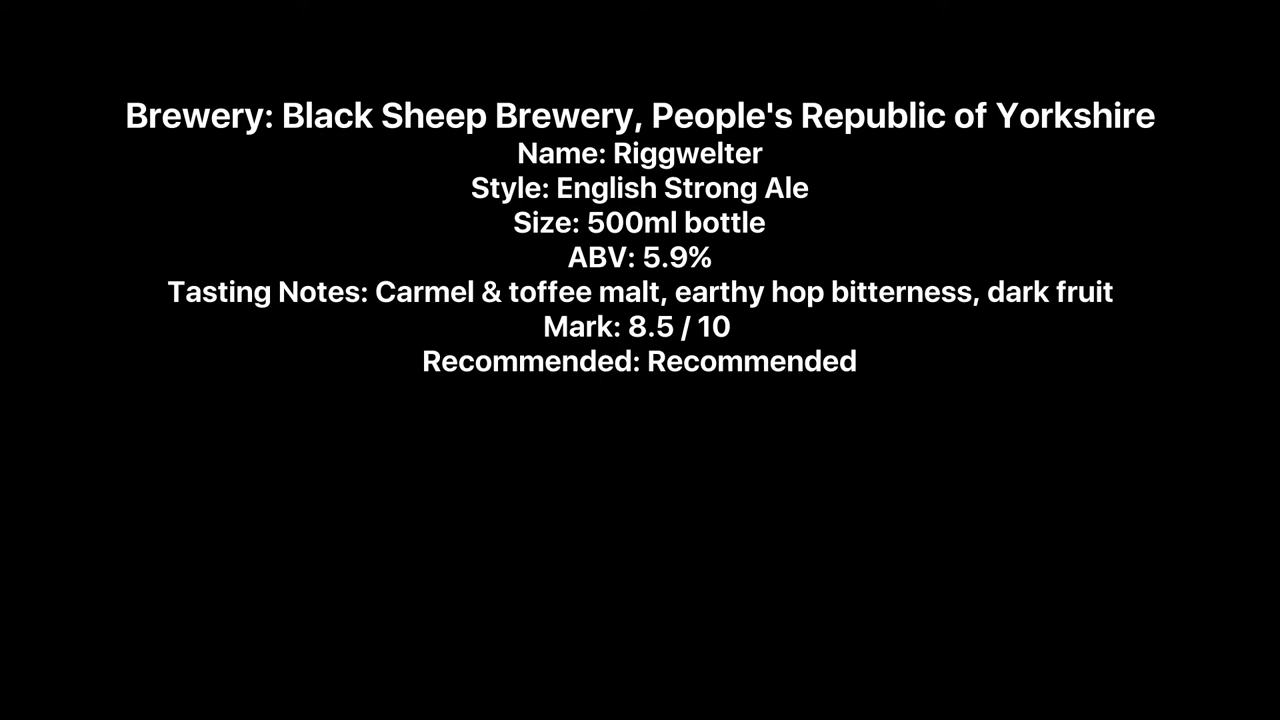 Brewery: Black Sheep Brewery, People's Republic of Yorkshire
Name: Riggwelter
Style: English Strong Ale
Size: 500ml bottle
ABV: 5.9%
Tasting Notes: Carmel & toffee malt, earthy hop bitterness, dark fruit
Mark: 8.5 / 10
Recommended: Recommended